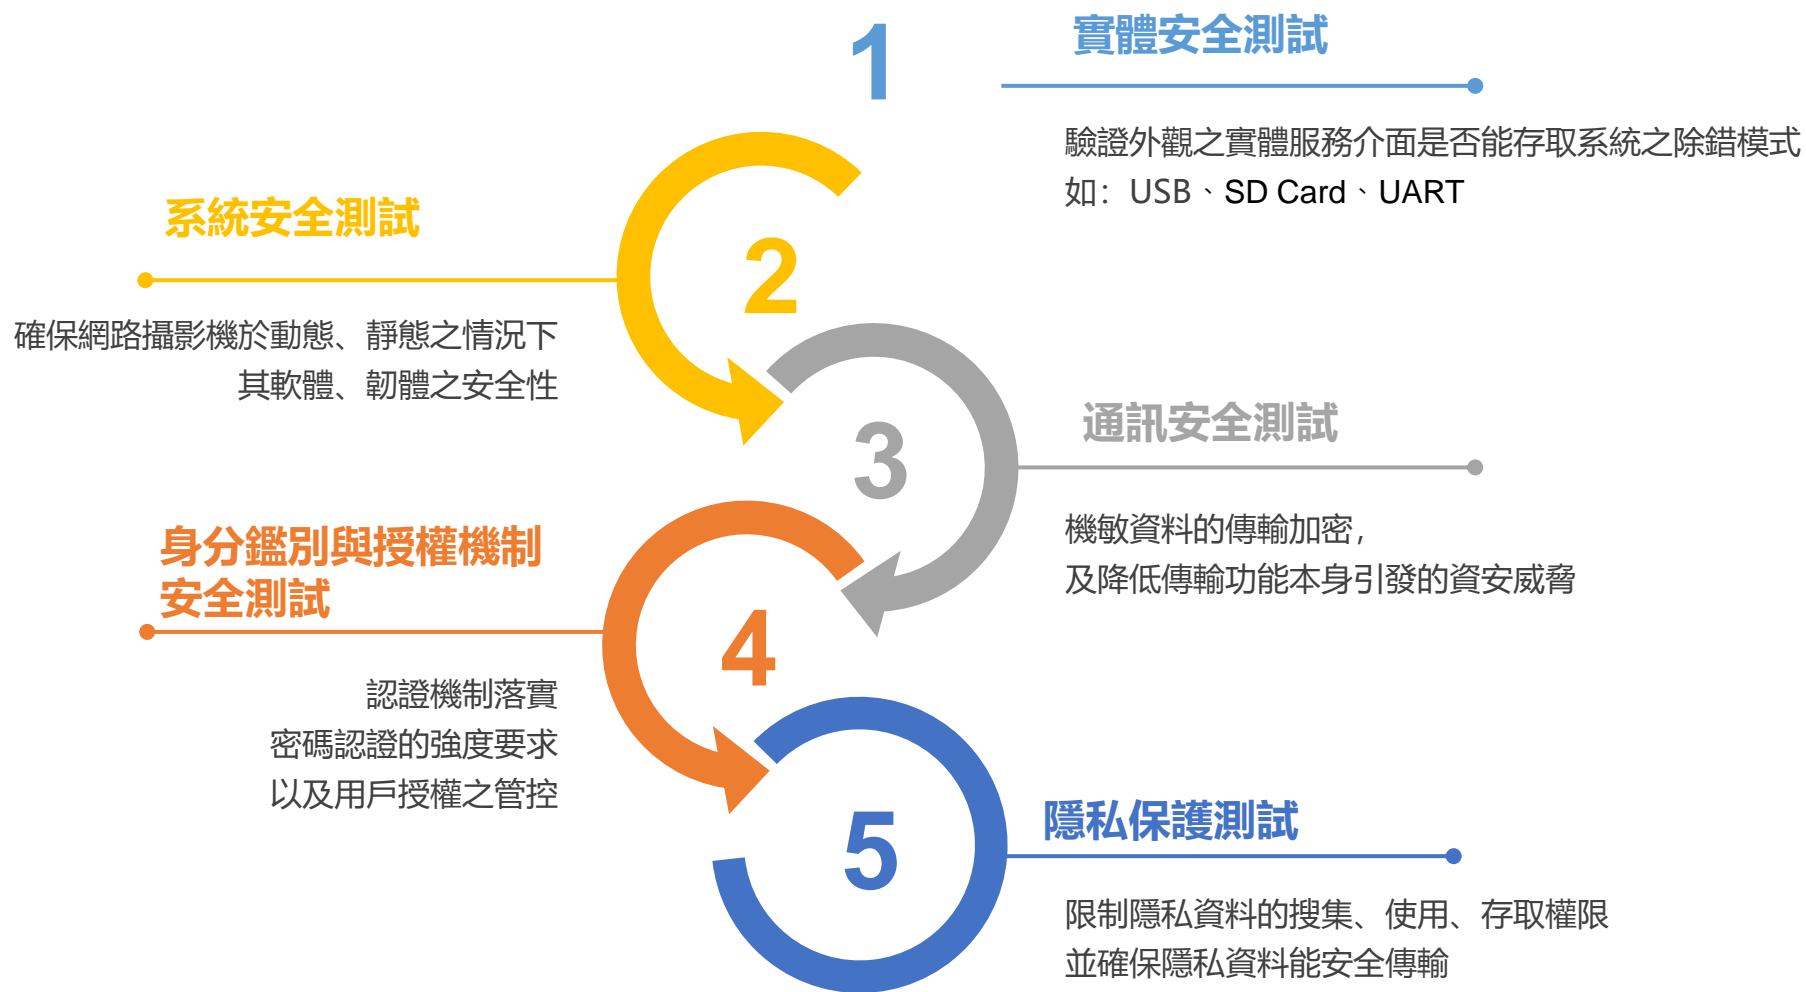 1
實體安全測試
驗證外觀之實體服務介面是否能存取系統之除錯模式
如：USB、SD Card、UART
2
系統安全測試
確保網路攝影機於動態、靜態之情況下
其軟體、韌體之安全性
3
通訊安全測試
機敏資料的傳輸加密，
及降低傳輸功能本身引發的資安威脅
4
身分鑑別與授權機制
安全測試
認證機制落實
密碼認證的強度要求
以及用戶授權之管控
5
隱私保護測試
限制隱私資料的搜集、使用、存取權限
並確保隱私資料能安全傳輸